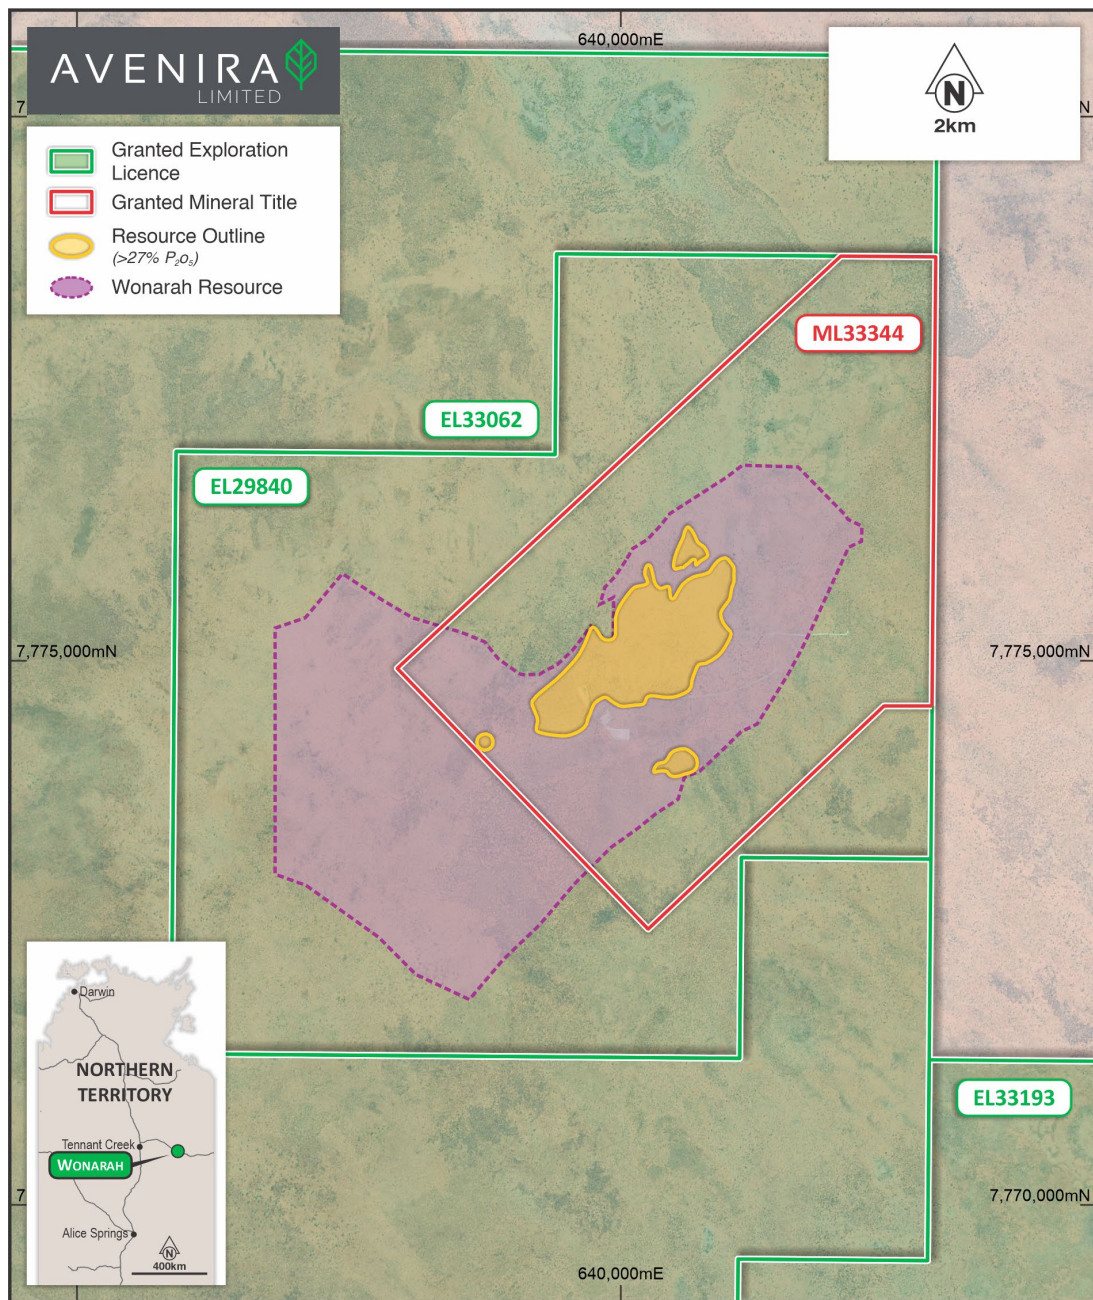 640,000mE
AVENIRA
LIMITED
N
2km
7
N
Granted Exploration
Licence
Granted Mineral Title
Resource Outline
(>27% P₂O₅)
Wonarah Resource
ML33344
EL33062
EL29840
7,775,000mN
7,775,000mN
Darwin
NORTHERN
TERRITORY
Tennant Creek
WONARAH
Alice Springs
N
400km
EL33193
7
7,770,000mN
640,000mE